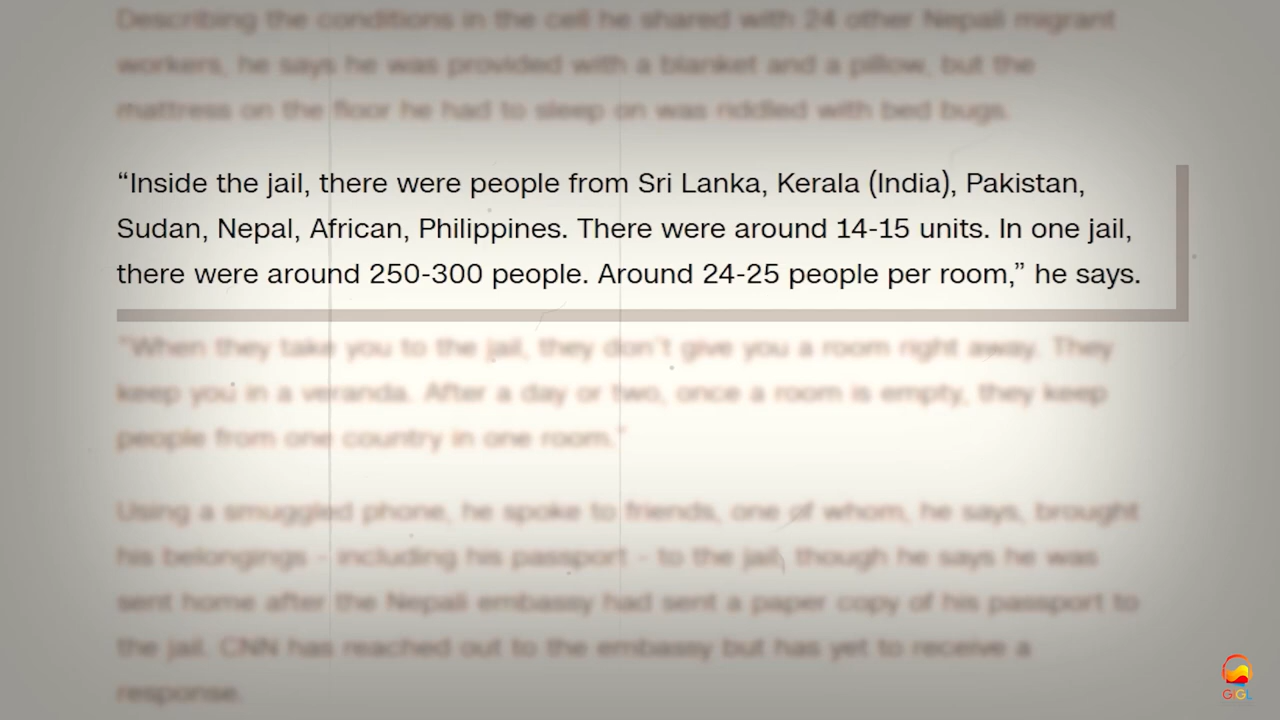 Describing the conditions in the cell he shared with 24 other Nepali migrant
workers, he says he was provided with a blanket and a pillow, but the
mattress on the floor he had to sleep on was riddled with bed bugs.
“Inside the jail, there were people from Sri Lanka, Kerala (India), Pakistan,
Sudan, Nepal, African, Philippines. There were around 14-15 units. In one jail,
there were around 250-300 people. Around 24-25 people per room,” he says.
“When they take you to the jail, they don’t give you a room right away. They
keep you in a veranda. After a day or two, once a room is empty, they keep
people from one country in one room.”
Using a smuggled phone, he spoke to friends, one of whom, he says, brought
his belongings - including his passport - to the jail, though he says he was
sent home after the Nepali embassy had sent a paper copy of his passport to
the jail. CNN has reached out to the embassy but has yet to receive a
response.
GIGL